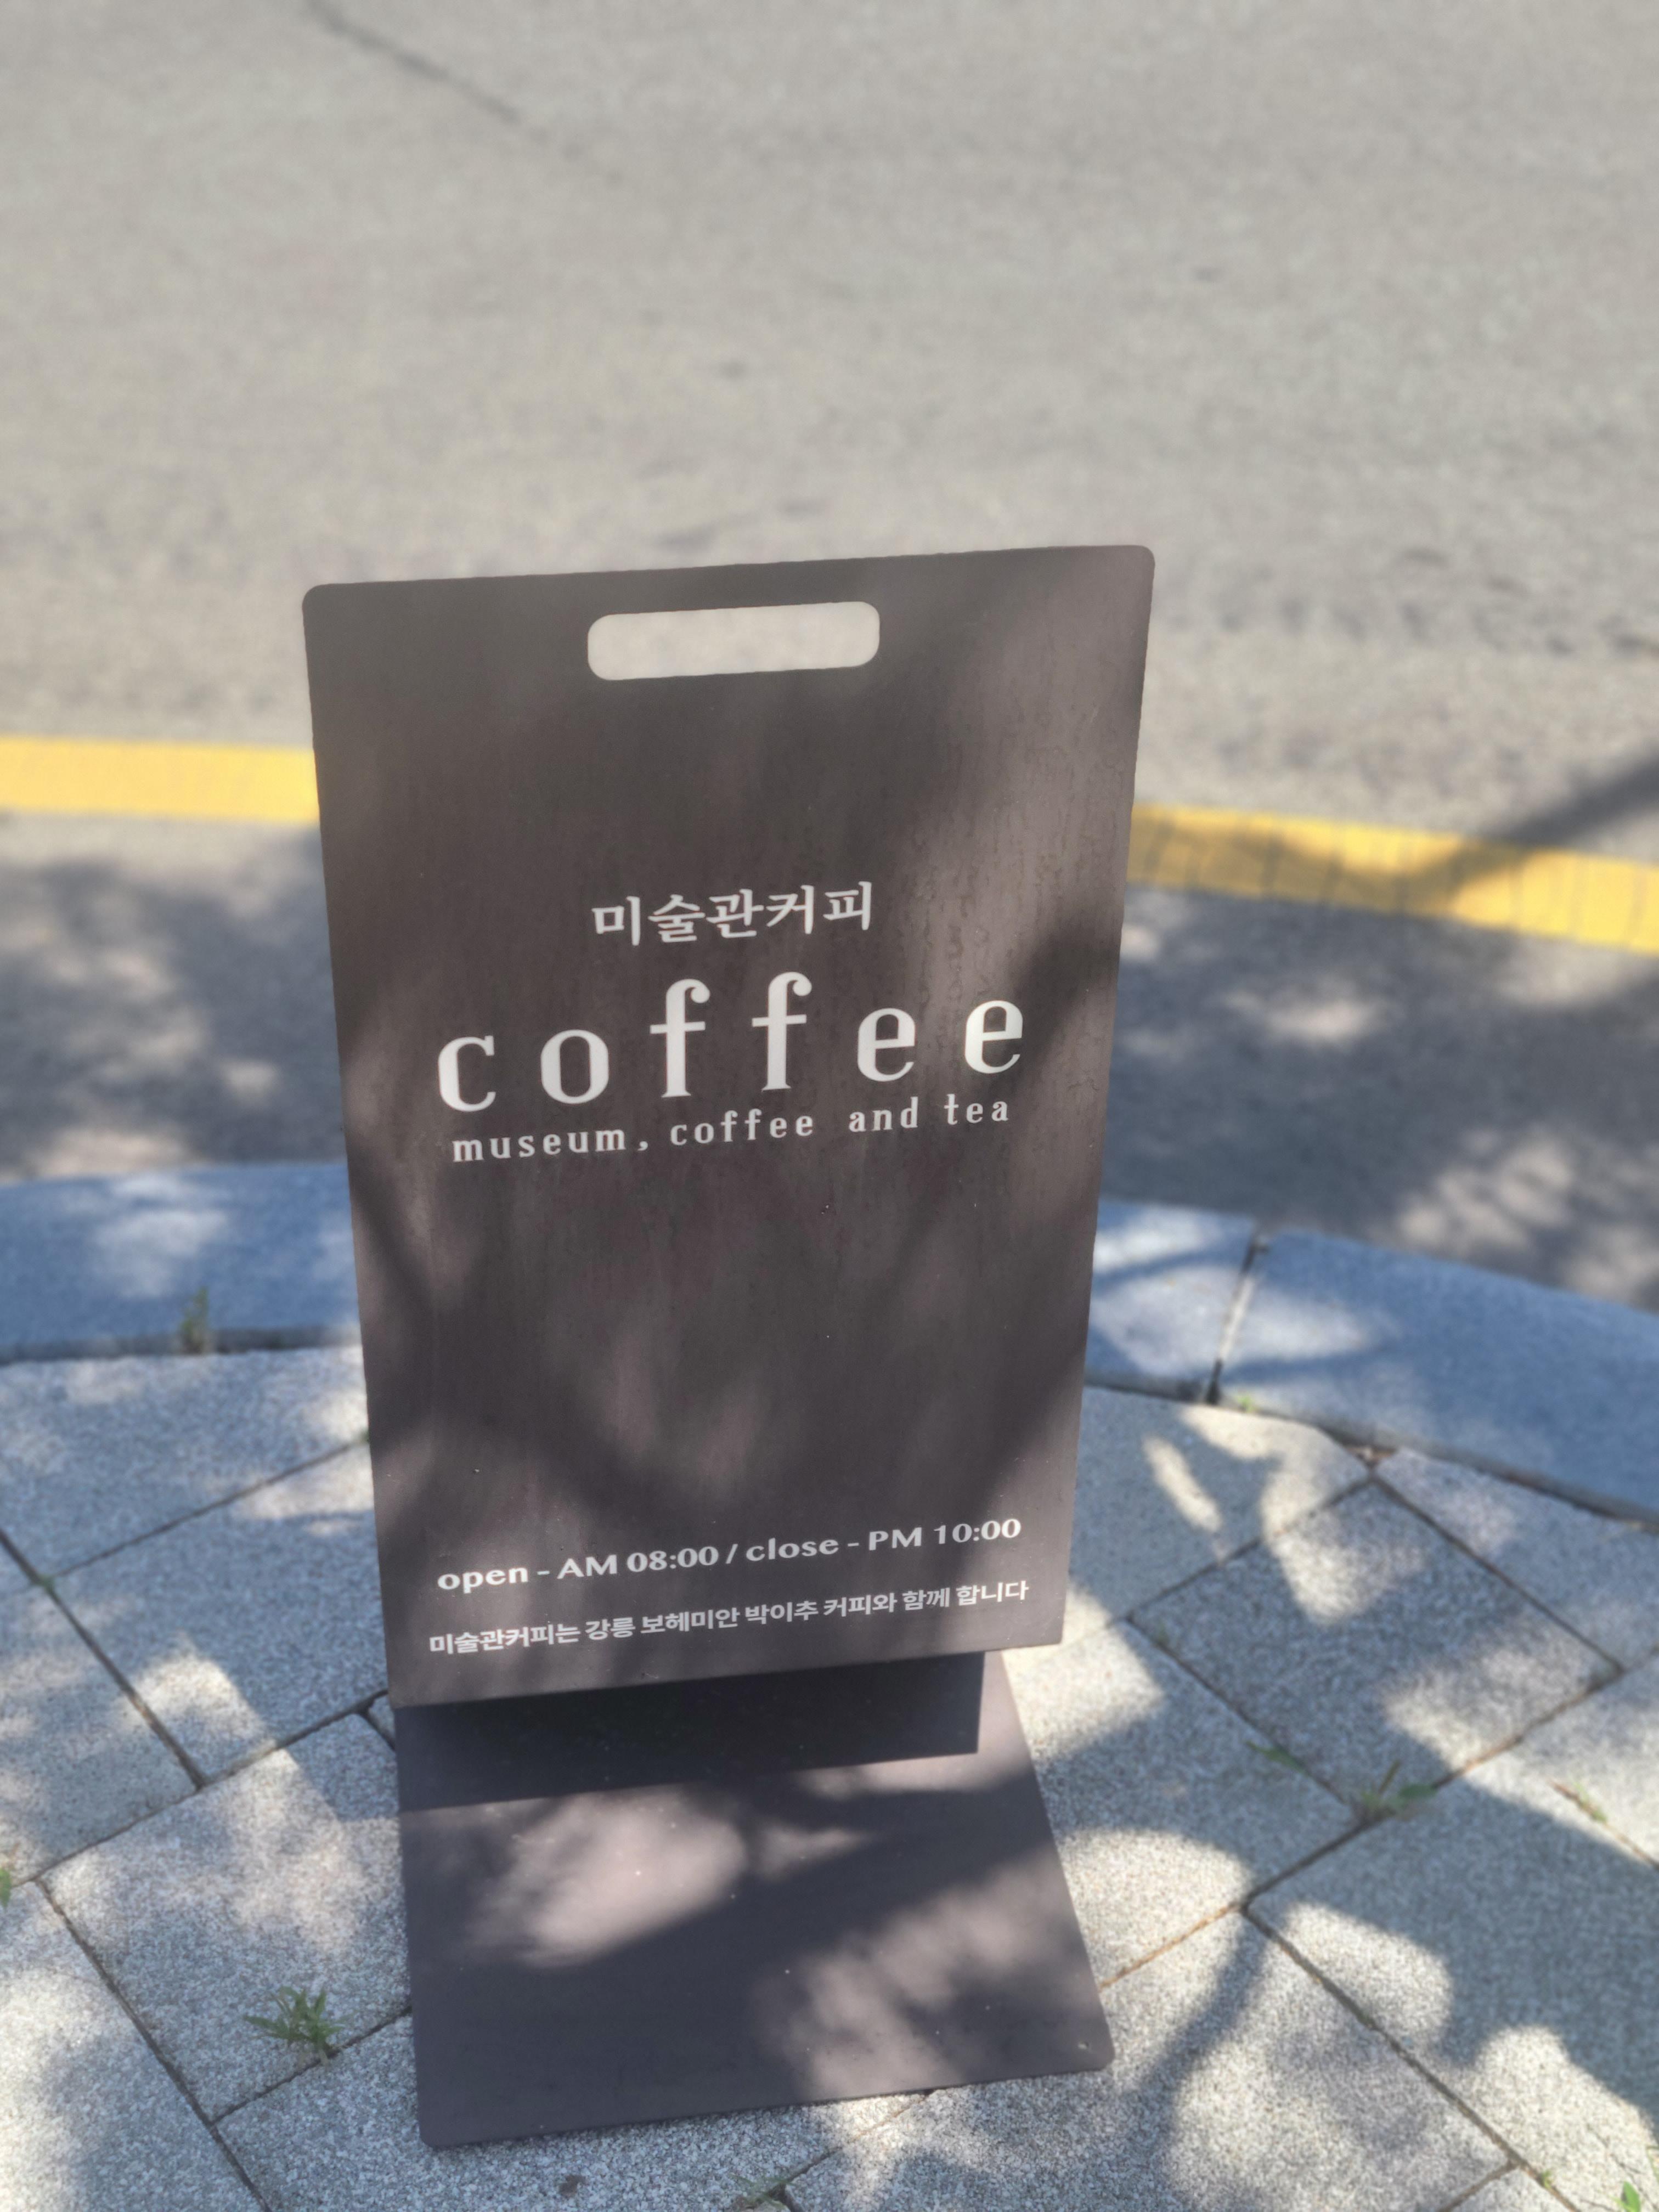 미술관커피
coffee
museum, coffee and tea
open - AM 08:00 / close - PM 10:00
미술관커피는 강릉 보헤미안 박이추 커피와 함께 합니다